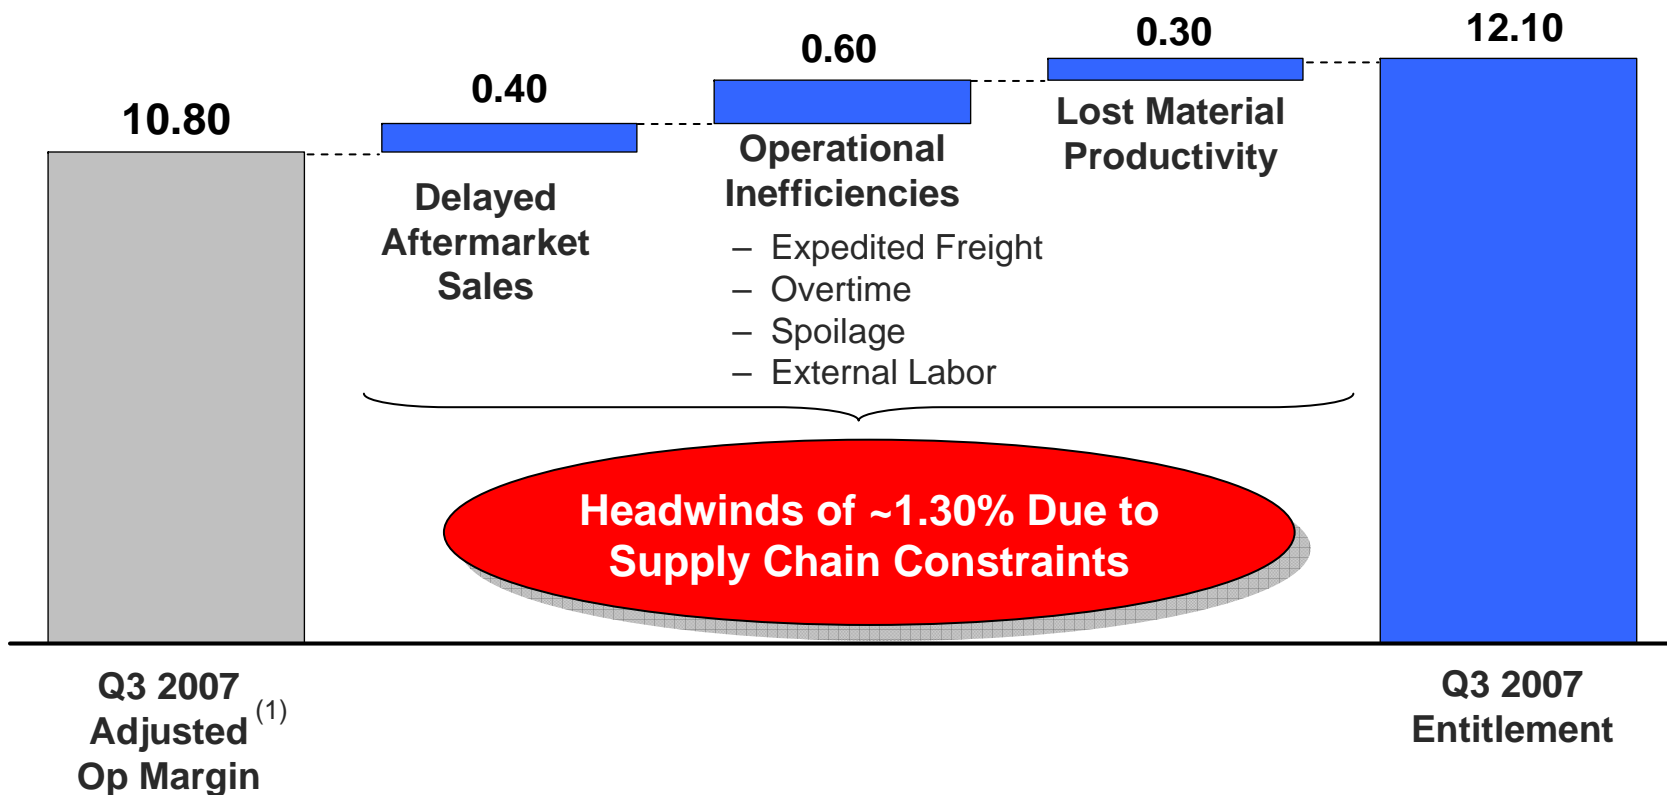 10.80
0.40
0.60
0.30
12.10
Delayed
Aftermarket
Sales
Operational
Inefficiencies
– Expedited Freight
– Overtime
– Spoilage
– External Labor
Lost Material
Productivity
Headwinds of ~1.30% Due to
Supply Chain Constraints
Q3 2007
Adjusted (1)
Op Margin
Q3 2007
Entitlement